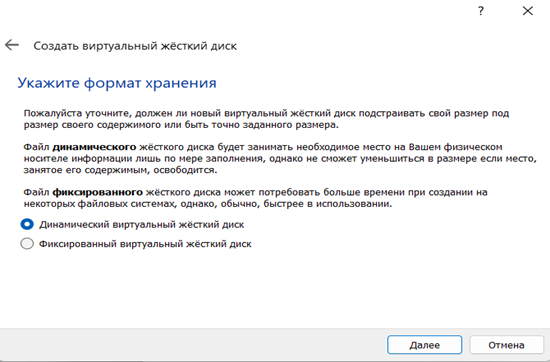 ?
Создать виртуальный жёсткий диск
Укажите формат хранения
Пожалуйста уточните, должен ли новый виртуальный жёсткий диск подстраивать свой размер под
размер своего содержимого или быть точно заданного размера.
Файл динамического жёсткого диска будет занимать необходимое место на Вашем физическом
носителе информации лишь по мере заполнения, однако не сможет уменьшиться в размере если место,
занятое его содержимым, освободится.
Файл фиксированного жёсткого диска может потребовать больше времени при создании на
некоторых файловых системах, однако, обычно, быстрее в использовании.
Динамический виртуальный жёсткий диск
Фиксированный виртуальный жёсткий диск
Далее
Отмена